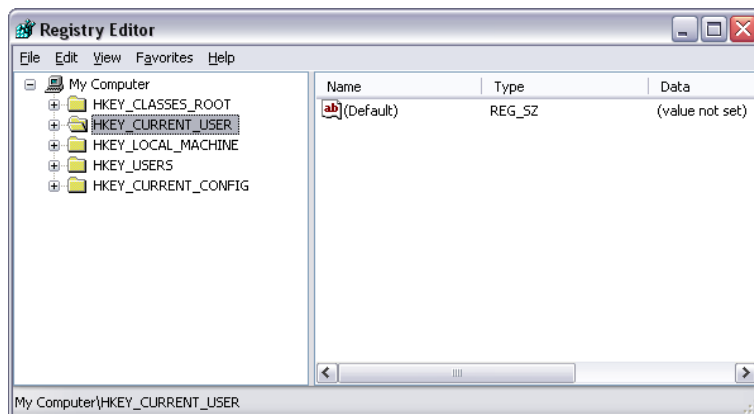 Registry Editor
File Edit View Favorites Help
My Computer
HKEY_CLASSES_ROOT
HKEY_CURRENT_USER
HKEY_LOCAL_MACHINE
HKEY_USERS
HKEY_CURRENT_CONFIG
Name Type Data
ab (Default) REG_SZ (value not set)
My Computer\HKEY_CURRENT_USER